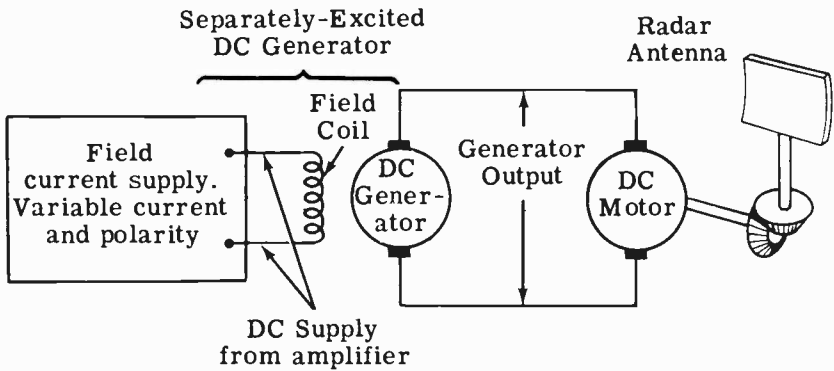 Separately-Excited
DC Generator
Radar
Antenna
Field
Coil
Field
current supply.
Variable current
and polarity
DC
Gener-
ator
Generator
Output
DC
Motor
DC Supply
from amplifier